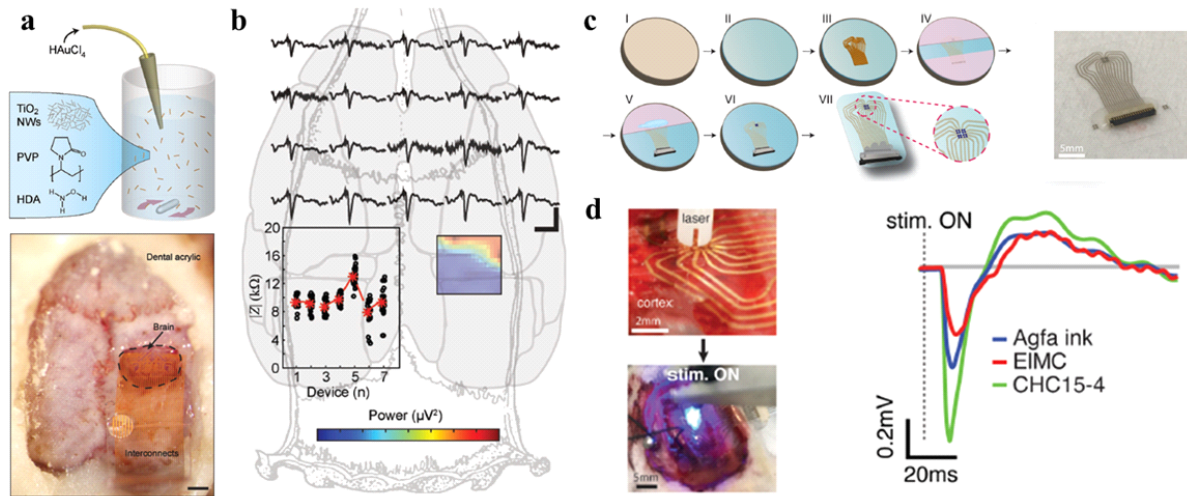 a
HAuCl4
TiO2
NWs
PVP
HDA
N
O
H
H
H
Dental acrylic
Brain
Interconnects
b
20
16
12
8
4
0
|Z| (kΩ)
1
3
5
7
Device (n)
Power (µV²)
c
I
II
III
IV
V
VI
VII
5mm
d
laser
cortex
2mm
stim. ON
5mm
stim. ON
Agfa ink
EIMC
CHC15-4
0.2mV
20ms